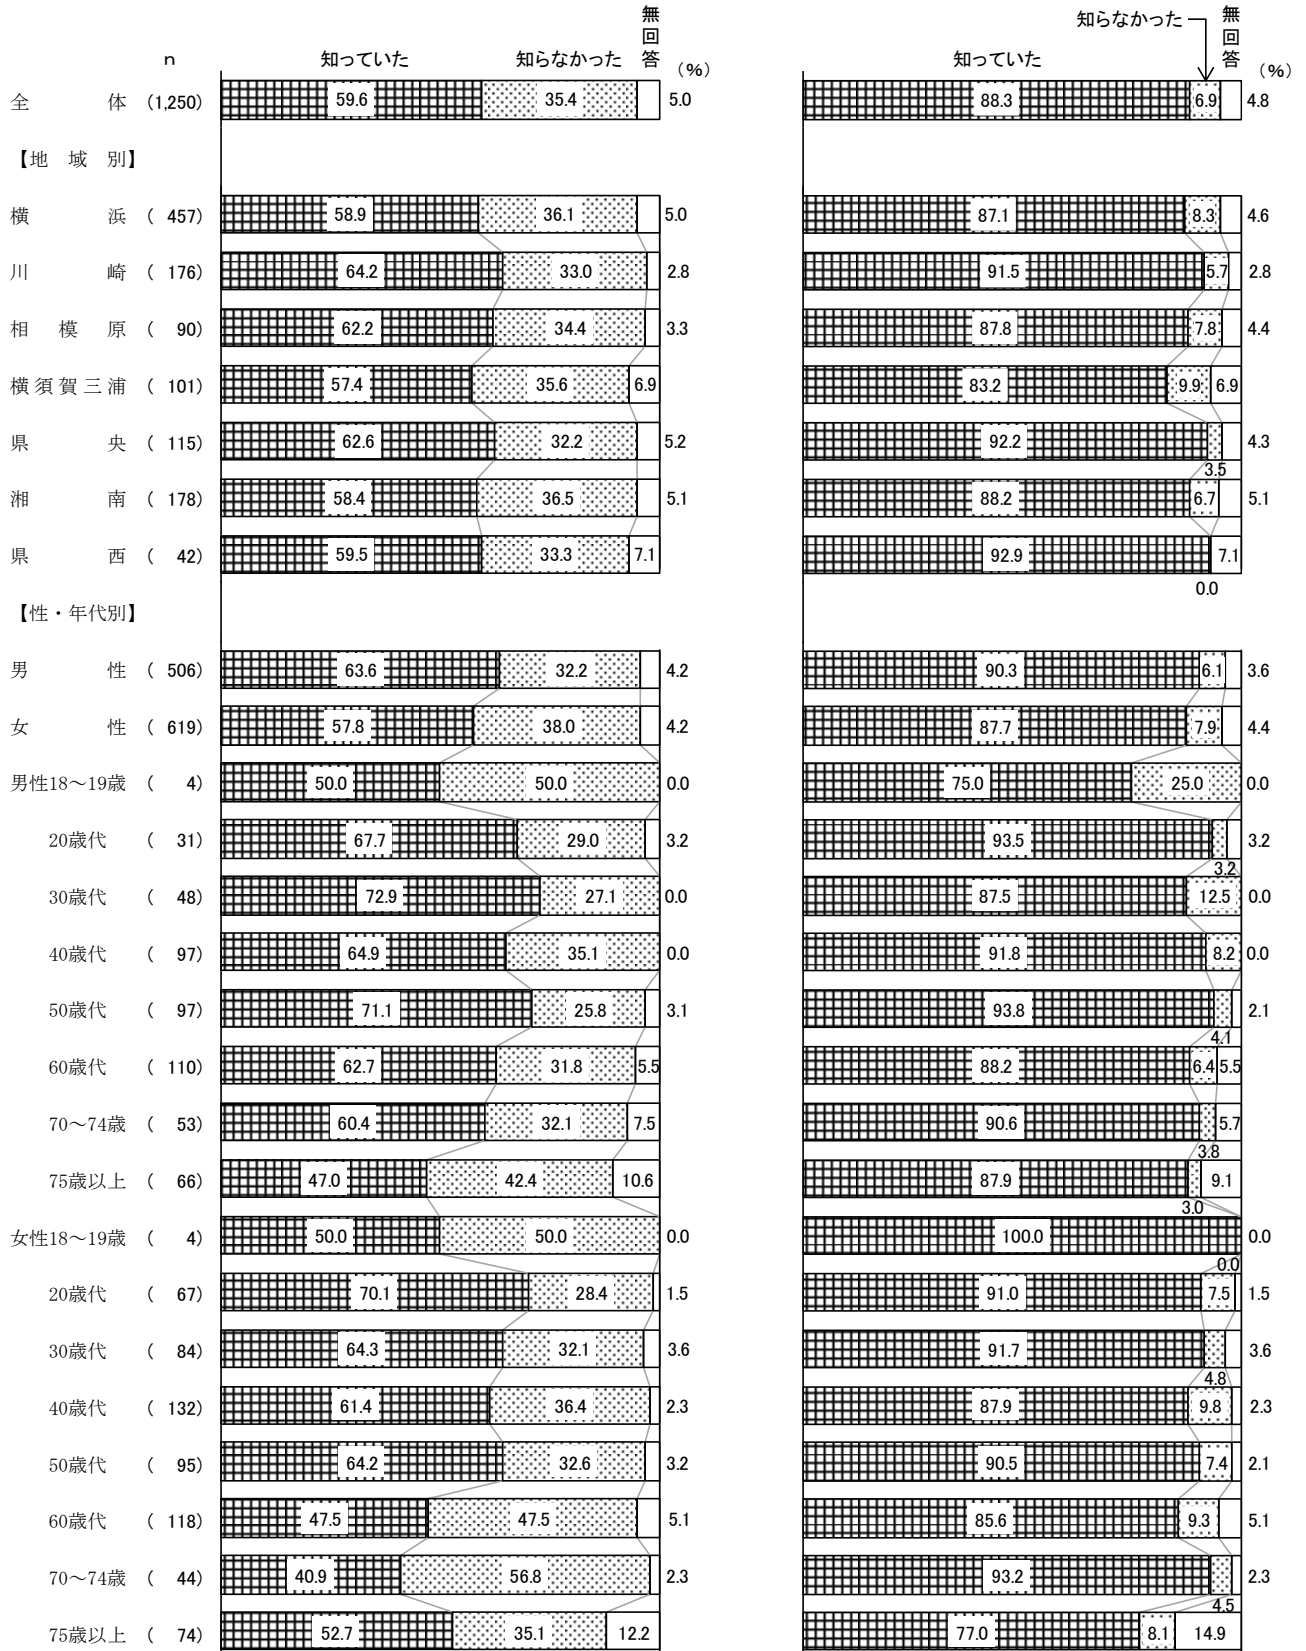 無回答 無回答
知らなかった
n 知っていた 知らなかった (%) 知っていた (%)
全体 (1,250) 59.6 35.4 5.0 88.3 6.9 4.8
【地域別】
横浜 ( 457) 58.9 36.1 5.0 87.1 8.3 4.6
川崎 ( 176) 64.2 33.0 2.8 91.5 5.7 2.8
相模原 ( 90) 62.2 34.4 3.3 87.8 7.8 4.4
横須賀三浦 ( 101) 57.4 35.6 6.9 83.2 9.9 6.9
県央 ( 115) 62.6 32.2 5.2 92.2 3.5 4.3
湘南 ( 178) 58.4 36.5 5.1 88.2 6.7 5.1
県西 ( 42) 59.5 33.3 7.1 92.9 0.0 7.1
【性・年代別】
男性 ( 506) 63.6 32.2 4.2 90.3 6.1 3.6
女性 ( 619) 57.8 38.0 4.2 87.7 7.9 4.4
男性18～19歳 ( 4) 50.0 50.0 0.0 75.0 25.0 0.0
20歳代 ( 31) 67.7 29.0 3.2 93.5 3.2 3.2
30歳代 ( 48) 72.9 27.1 0.0 87.5 12.5 0.0
40歳代 ( 97) 64.9 35.1 0.0 91.8 8.2 0.0
50歳代 ( 97) 71.1 25.8 3.1 93.8 4.1 2.1
60歳代 ( 110) 62.7 31.8 5.5 88.2 6.4 5.5
70～74歳 ( 53) 60.4 32.1 7.5 90.6 3.8 5.7
75歳以上 ( 66) 47.0 42.4 10.6 87.9 3.0 9.1
女性18～19歳 ( 4) 50.0 50.0 0.0 100.0 0.0 0.0
20歳代 ( 67) 70.1 28.4 1.5 91.0 7.5 1.5
30歳代 ( 84) 64.3 32.1 3.6 91.7 4.8 3.6
40歳代 ( 132) 61.4 36.4 2.3 87.9 9.8 2.3
50歳代 ( 95) 64.2 32.6 3.2 90.5 7.4 2.1
60歳代 ( 118) 47.5 47.5 5.1 85.6 9.3 5.1
70～74歳 ( 44) 40.9 56.8 2.3 93.2 4.5 2.3
75歳以上 ( 74) 52.7 35.1 12.2 77.0 8.1 14.9